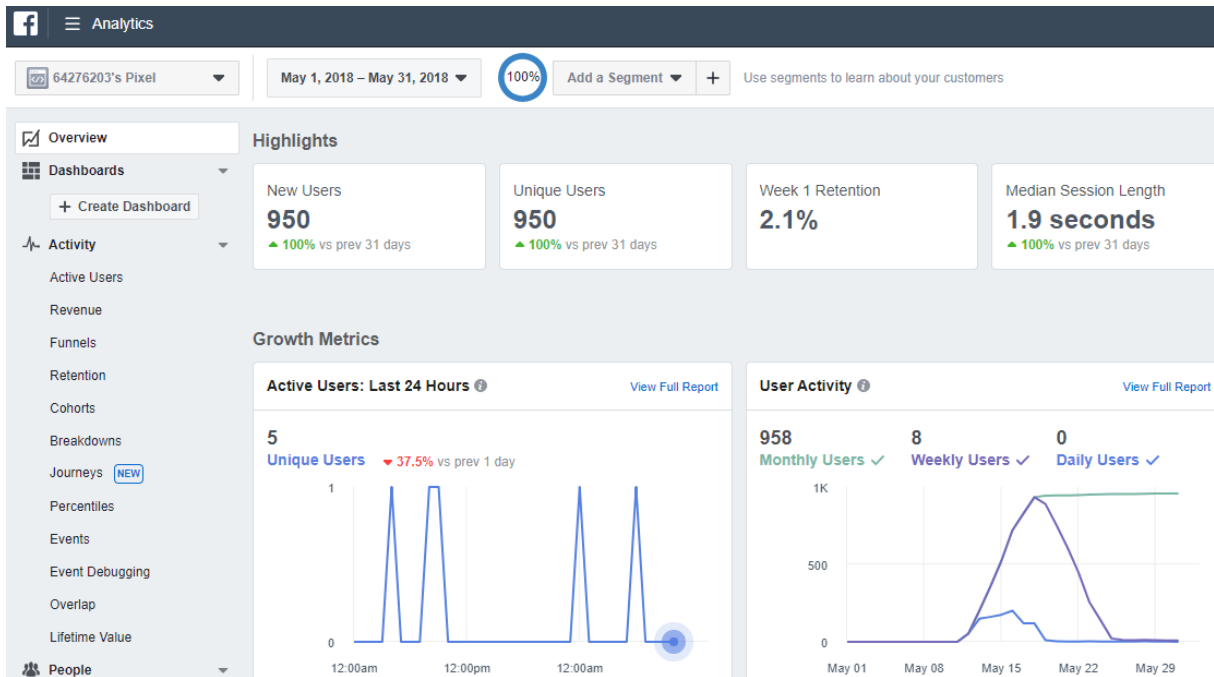 f
Analytics
64276203's Pixel
May 1, 2018 – May 31, 2018
100%
Add a Segment
+
Use segments to learn about your customers
Overview
Dashboards
+ Create Dashboard
Activity
Active Users
Revenue
Funnels
Retention
Cohorts
Breakdowns
Journeys NEW
Percentiles
Events
Event Debugging
Overlap
Lifetime Value
People
Highlights
New Users
950
100% vs prev 31 days
Unique Users
950
100% vs prev 31 days
Week 1 Retention
2.1%
Median Session Length
1.9 seconds
100% vs prev 31 days
Growth Metrics
Active Users: Last 24 Hours i
View Full Report
5
Unique Users
37.5% vs prev 1 day
1
0
12:00am 12:00pm 12:00am
User Activity i
View Full Report
958 8 0
Monthly Users Weekly Users Daily Users
1K
500
0
May 01 May 08 May 15 May 22 May 29